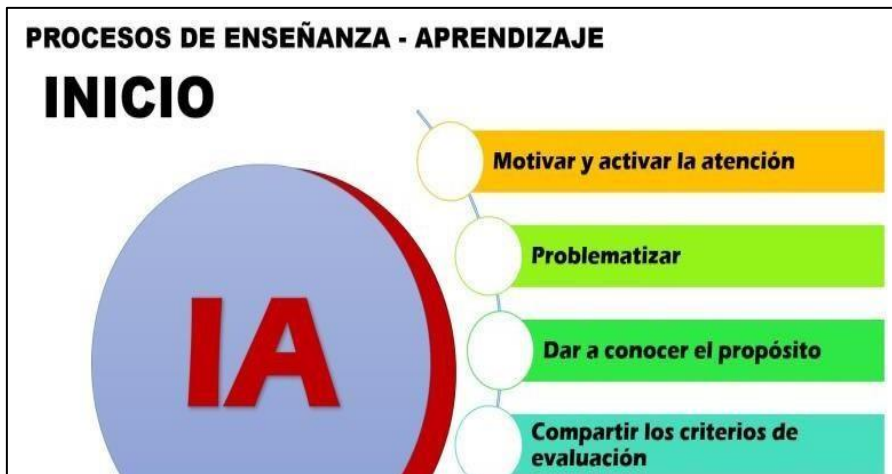 PROCESOS DE ENSEÑANZA - APRENDIZAJE
INICIO
IA
Motivar y activar la atención
Problematizar
Dar a conocer el propósito
Compartir los criterios de
evaluación